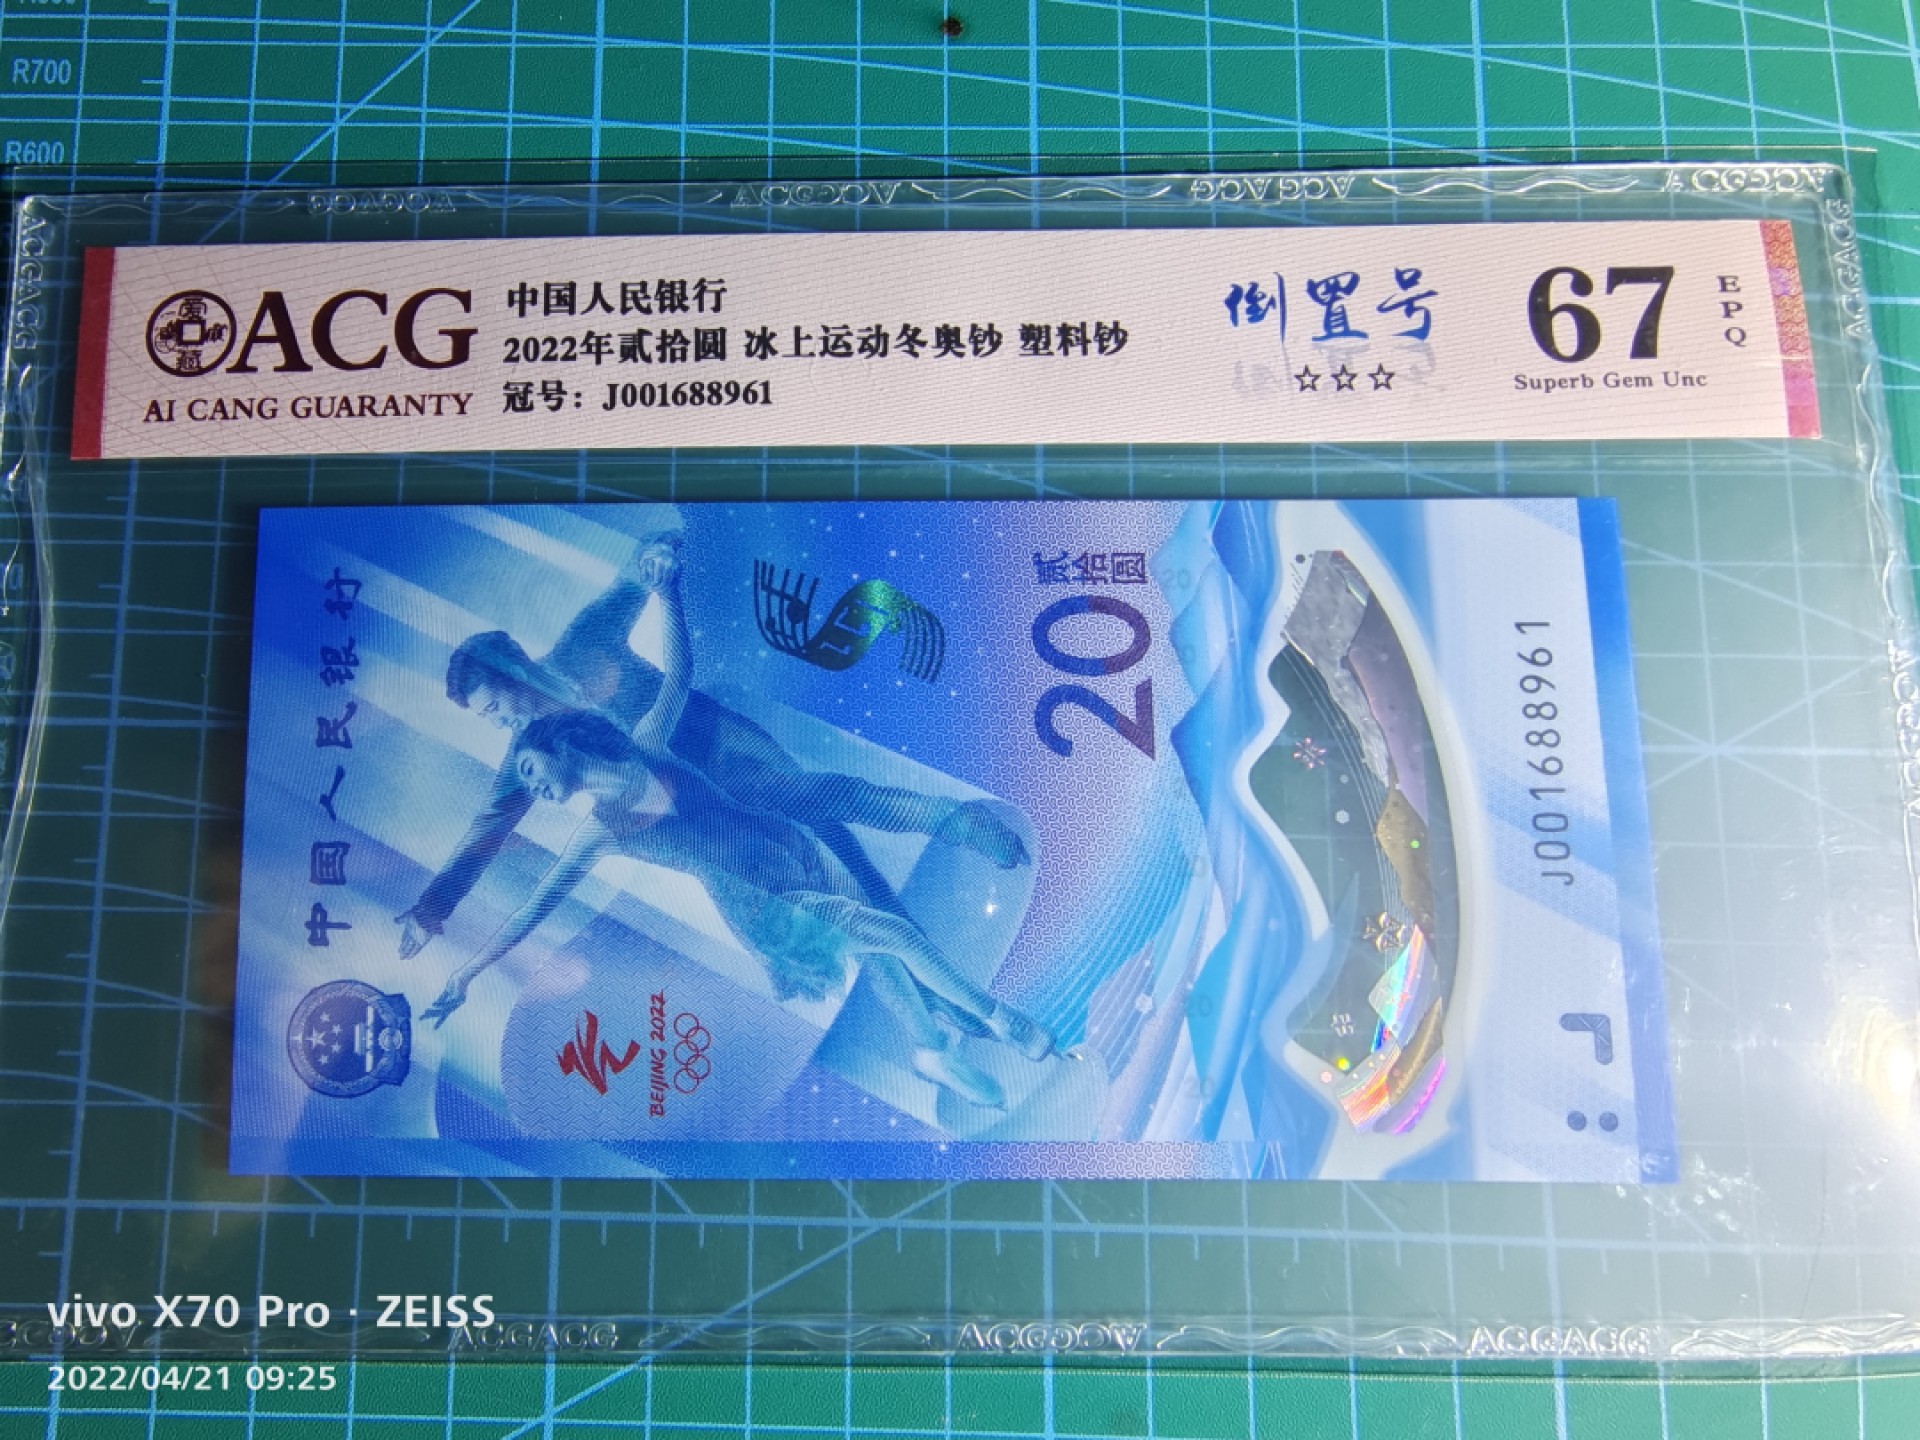 R700
R600
ACG
AI CANG GUARANTY
中国人民银行
2022年贰拾圆 冰上运动冬奥钞 塑料钞
冠号：J001688961
倒置号
☆☆☆
67
EPQ
Superb Gem Unc
中国人民银行
贰拾圆
20
BEIJING 2022
J001688961
vivo X70 Pro · ZEISS
2022/04/21 09:25
ACGACG
ACGACG